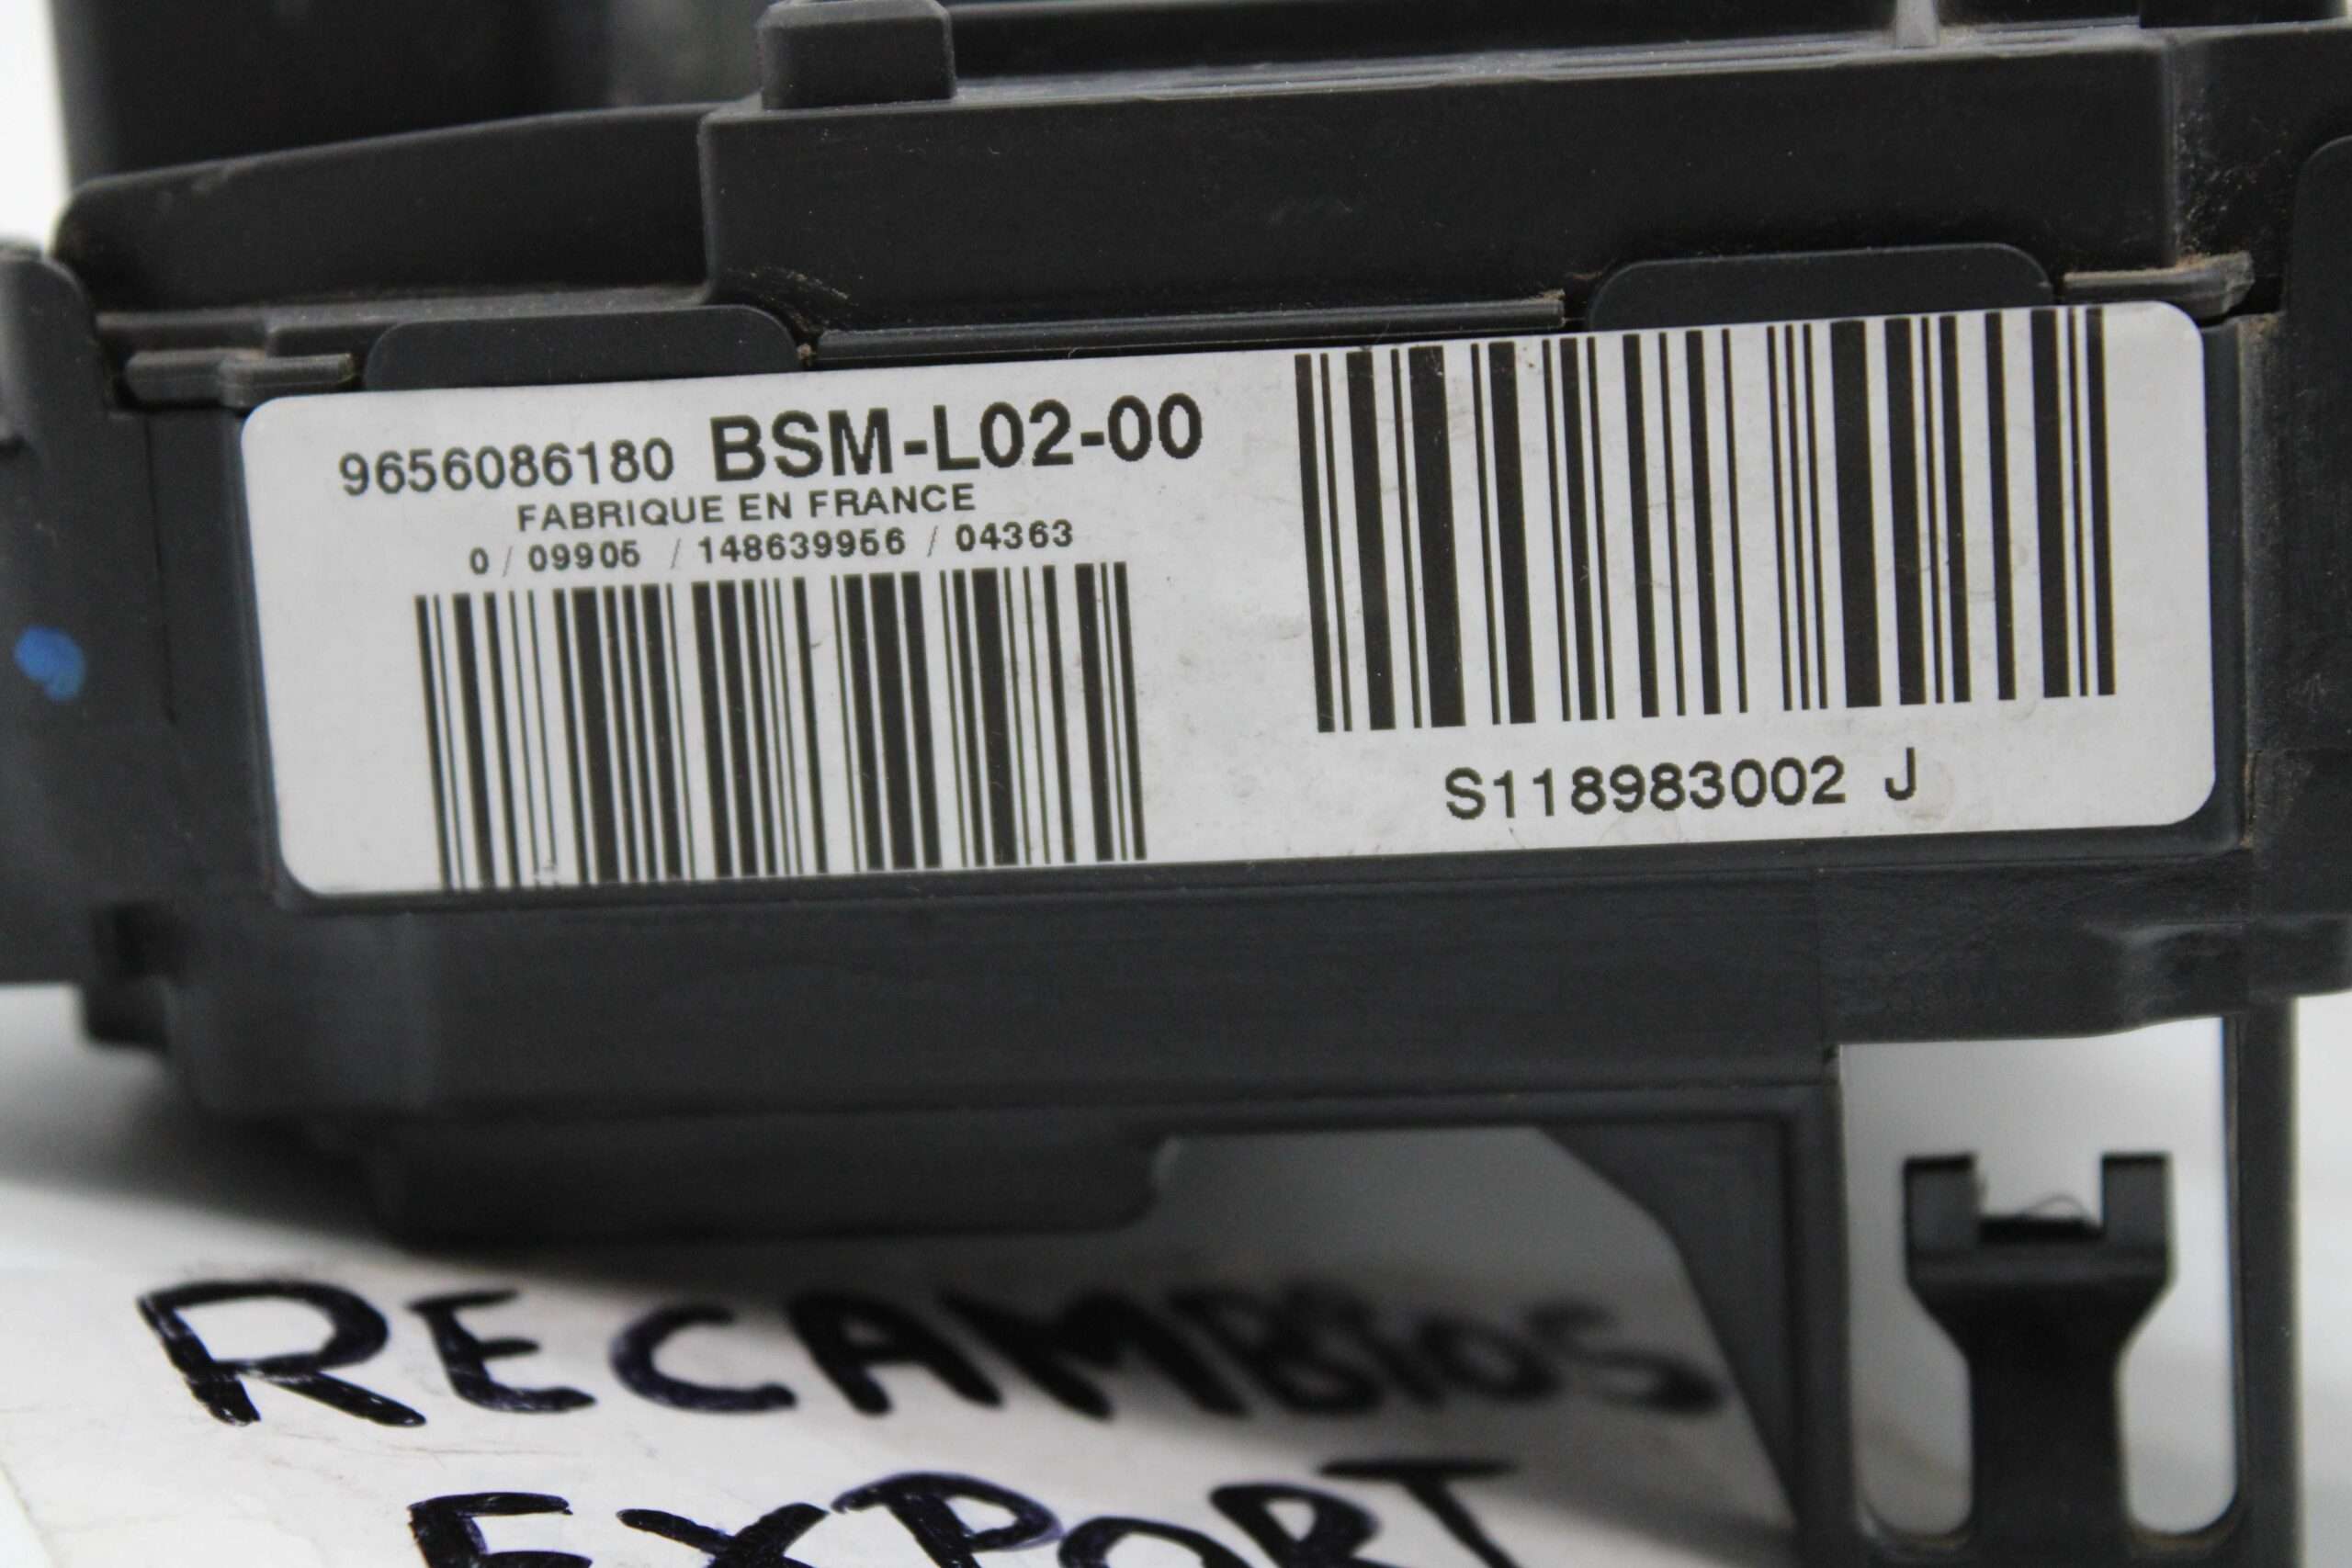 9656086180 BSM-L02-00
FABRIQUE EN FRANCE
0 / 09905 / 148639956 / 04363
S118983002 J
RECAMBIOS
EXPORT